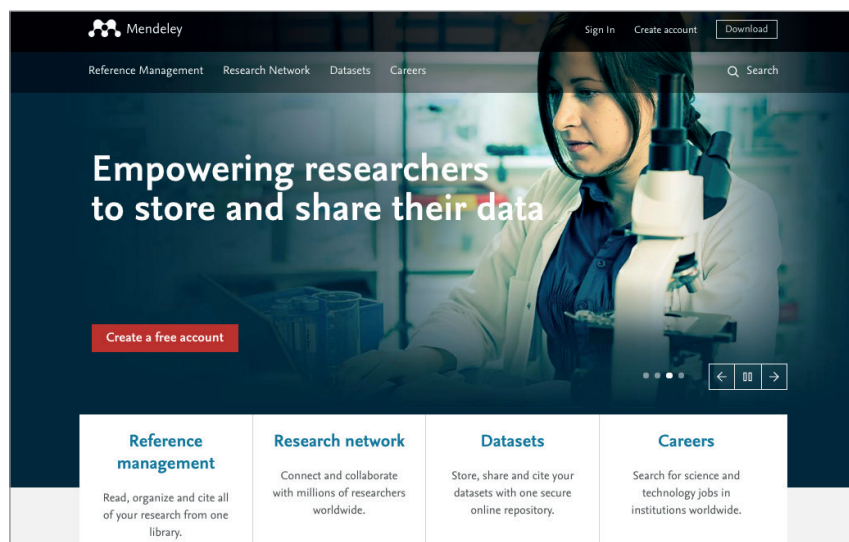 Mendeley
Sign In Create account Download
Reference Management Research Network Datasets Careers
Search
Empowering researchers
to store and share their data
Create a free account
Reference
management
Read, organize and cite all
of your research from one
library.
Research network
Connect and collaborate
with millions of researchers
worldwide.
Datasets
Store, share and cite your
datasets with one secure
online repository.
Careers
Search for science and
technology jobs in
institutions worldwide.